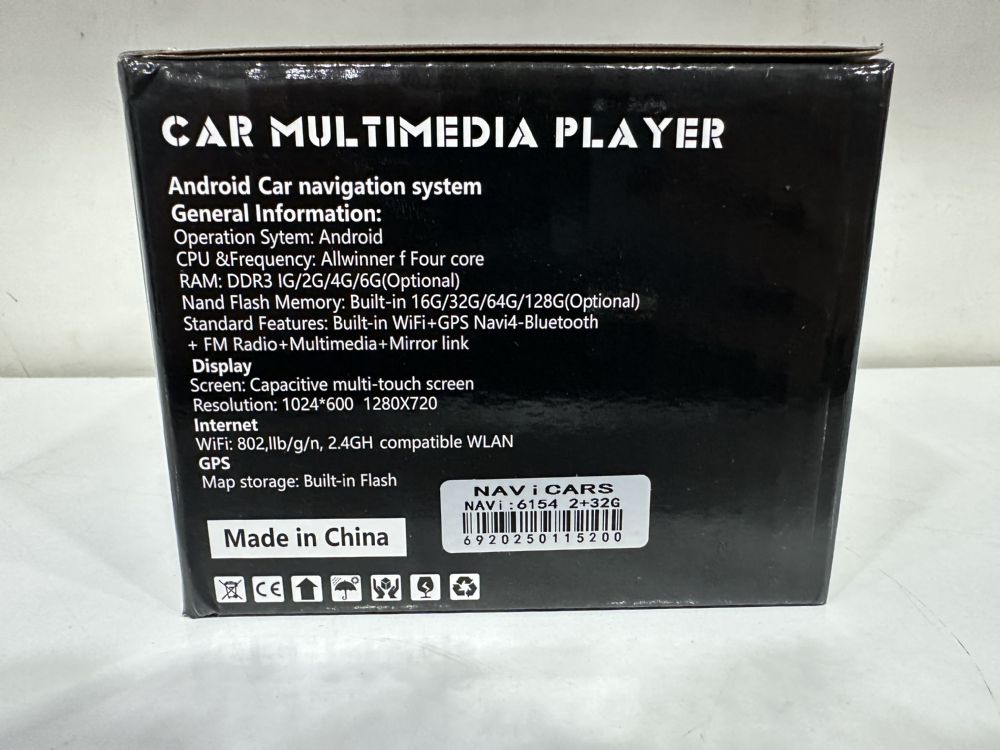 CAR MULTIMEDIA PLAYER
Android Car navigation system
General Information:
Operation Sytem: Android
CPU &Frequency: Allwinner f Four core
RAM: DDR3 IG/2G/4G/6G(Optional)
Nand Flash Memory: Built-in 16G/32G/64G/128G(Optional)
Standard Features: Built-in WiFi+GPS Navi4-Bluetooth
+ FM Radio+Multimedia+Mirror link
Display
Screen: Capacitive multi-touch screen
Resolution: 1024*600 1280X720
Internet
WiFi: 802,llb/g/n, 2.4GH compatible WLAN
GPS
Map storage: Built-in Flash
NAViCARS
NAVi:6154 2+32G
6920250115200
Made in China
CE